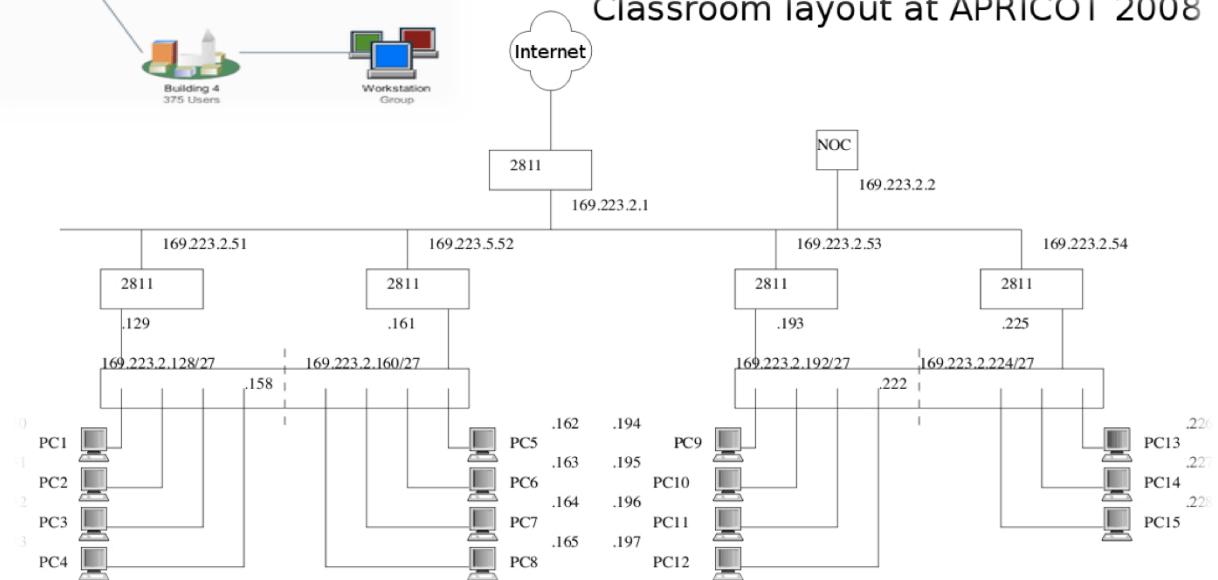 Classroom layout at APRICOT 2008
Internet
Building 4
375 Users
Workstation
Group
2811
NOC
169.223.2.2
169.223.2.1
169.223.2.51
169.223.5.52
169.223.2.53
169.223.2.54
2811
2811
2811
2811
.129
.161
.193
.225
169.223.2.128/27
169.223.2.160/27
169.223.2.192/27
169.223.2.224/27
.158
.222
.162
.194
.226
PC1
PC5
PC9
PC13
.163
.195
.227
PC2
PC6
PC10
PC14
.164
.196
.228
PC3
PC7
PC11
PC15
.165
.197
PC4
PC8
PC12